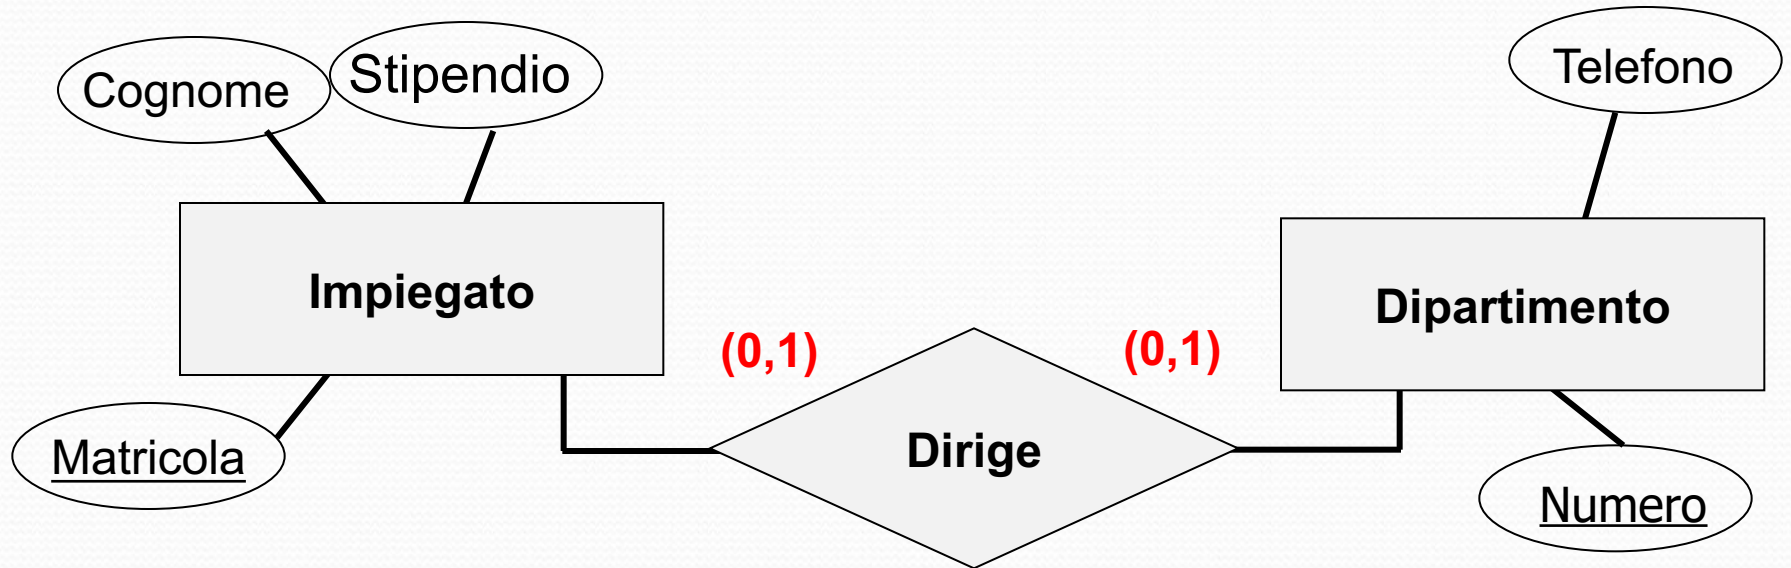 Cognome
Stipendio
Telefono
Impiegato
Dipartimento
(0,1)
(0,1)
Matricola
Dirige
Numero